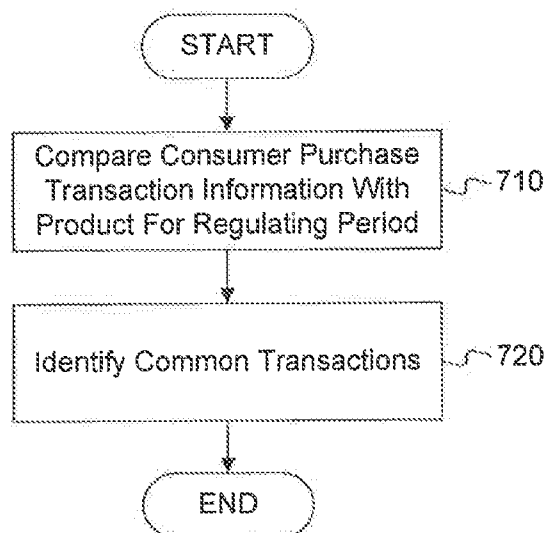 START
Compare Consumer Purchase
Transaction Information With
Product For Regulating Period
710
Identify Common Transactions
720
END